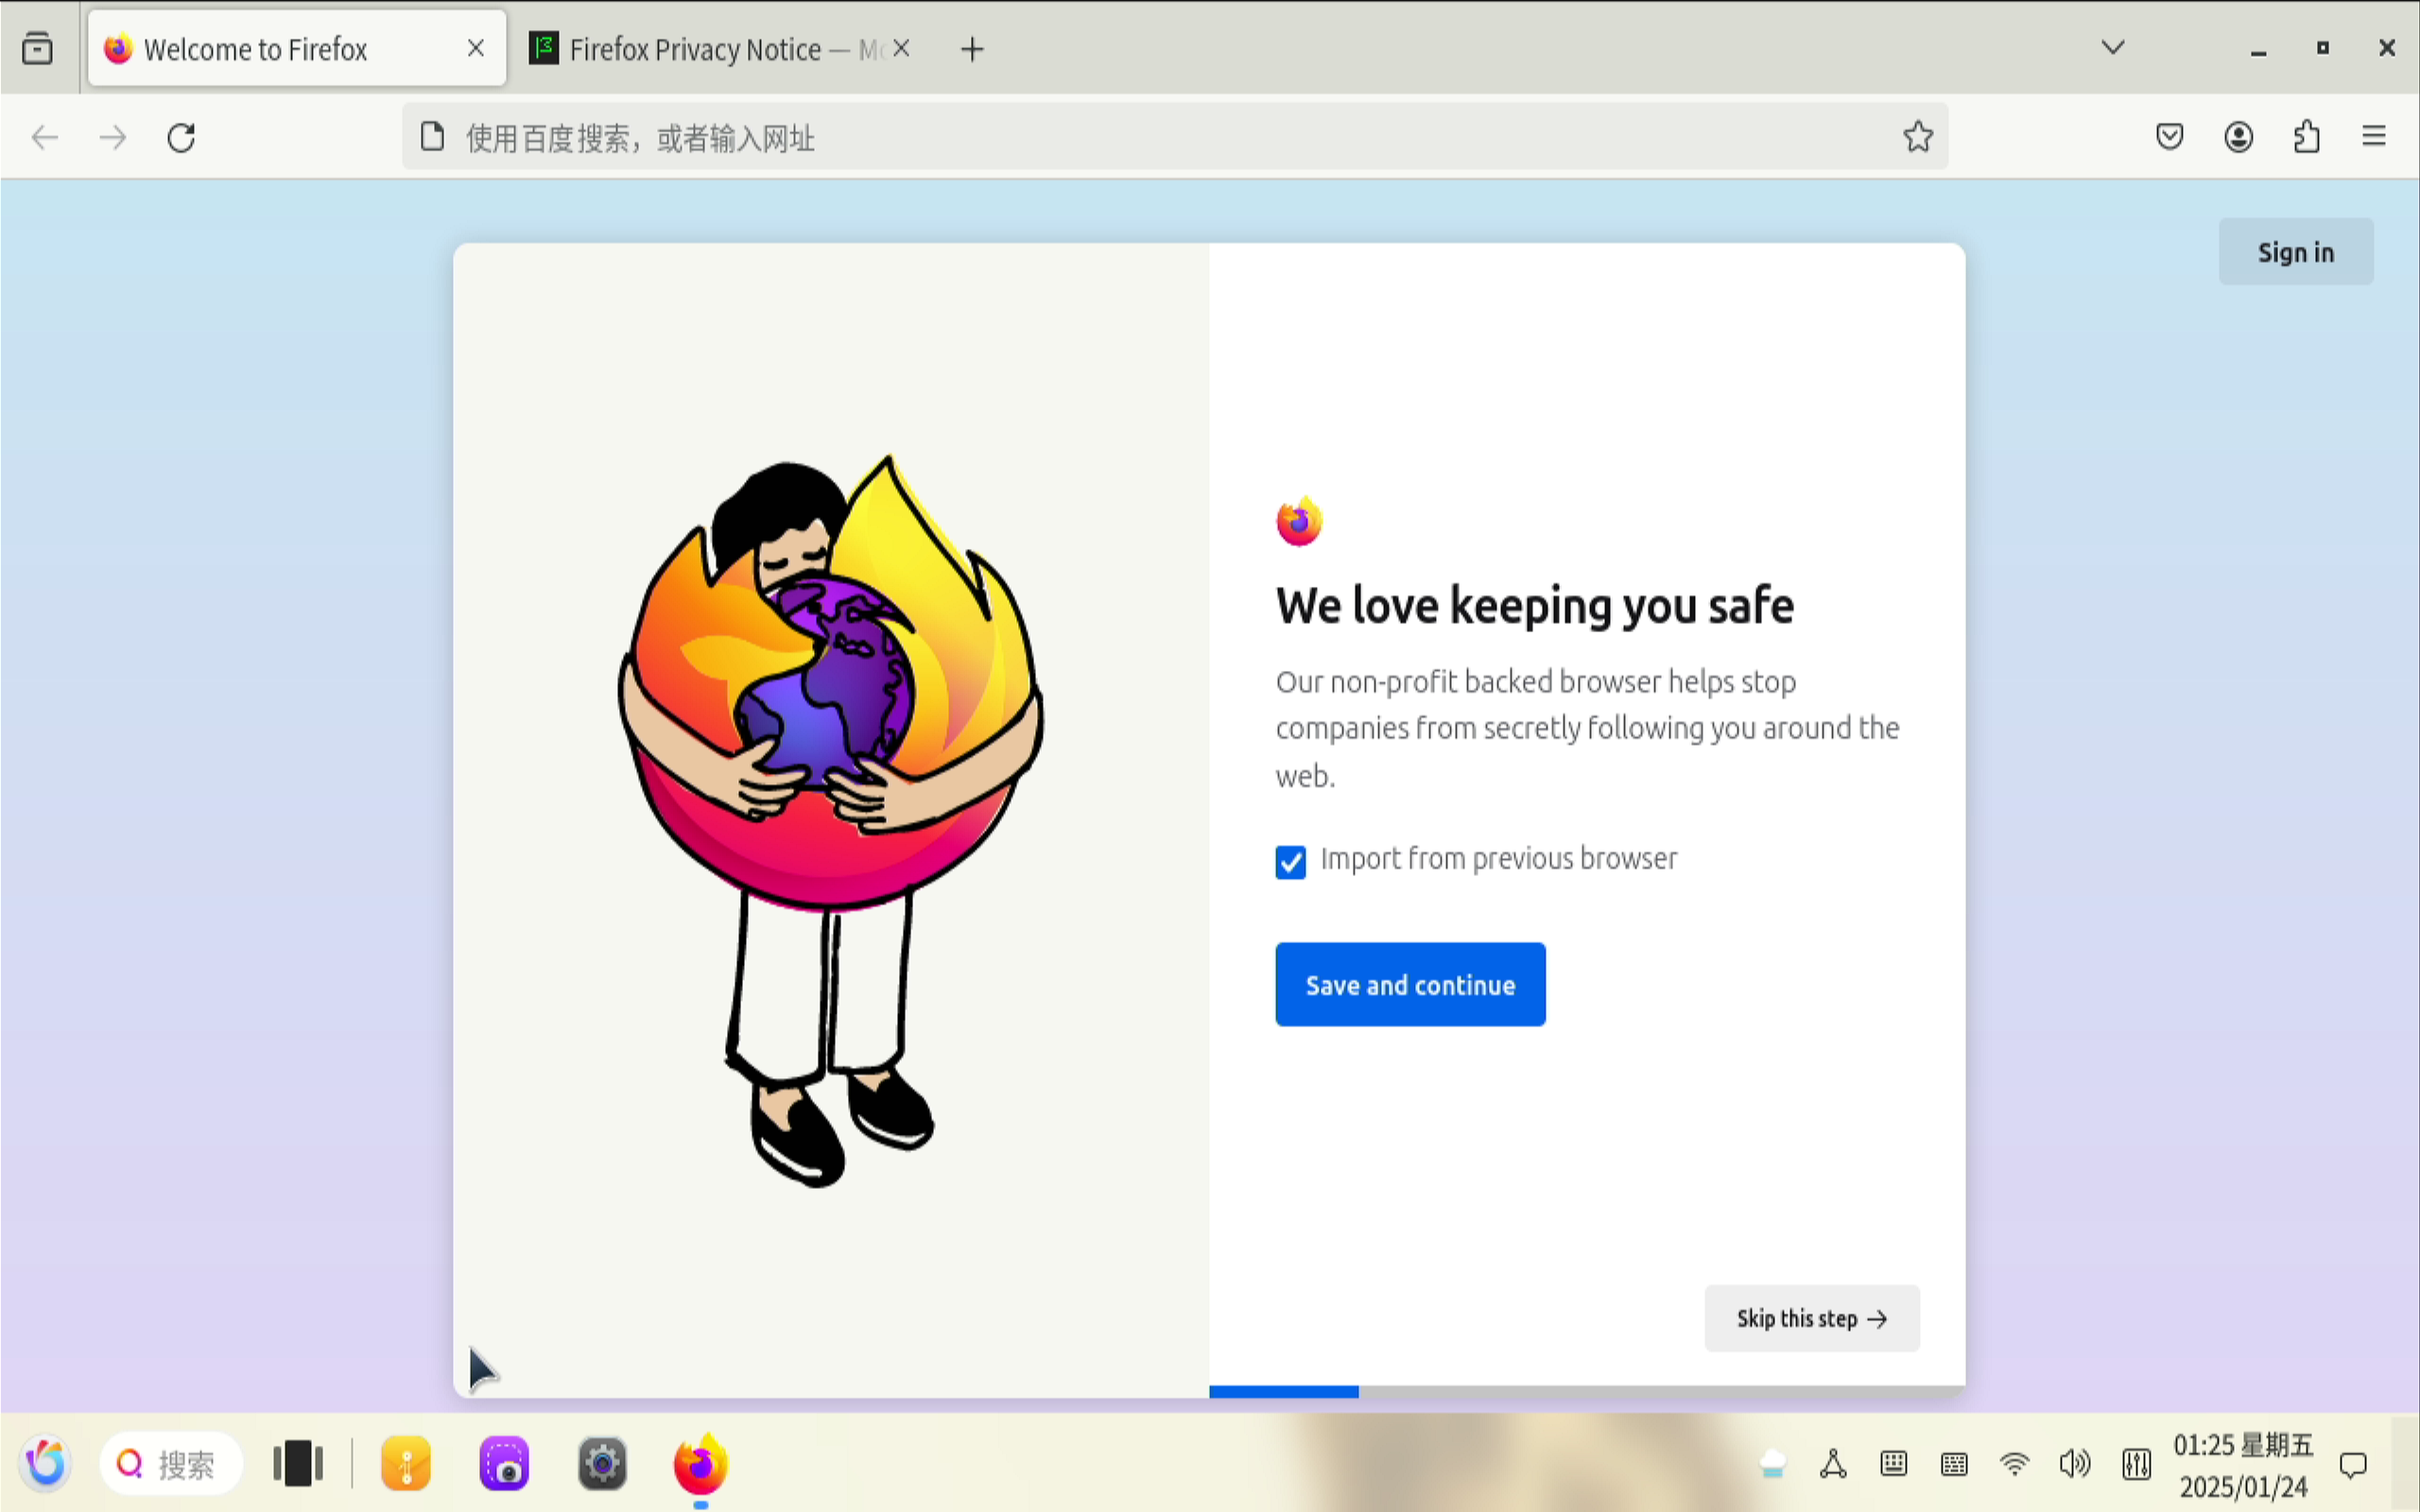 Welcome to Firefox
Firefox Privacy Notice — Mo
使用百度搜索，或者输入网址
Sign in
We love keeping you safe
Our non-profit backed browser helps stop
companies from secretly following you around the
web.
Import from previous browser
Save and continue
Skip this step
搜索
01:25 星期五
2025/01/24